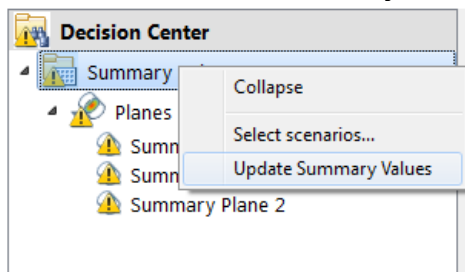 Decision Center
Summary
Collapse
Planes
Select scenarios...
Summ
Update Summary Values
Summ
Summary Plane 2